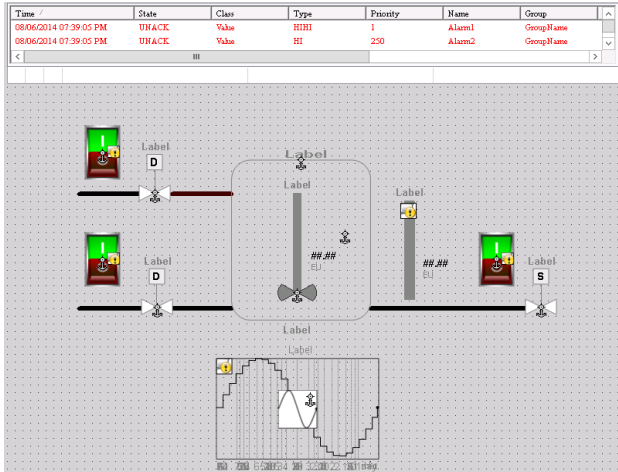 Time / State Class Type Priority Name Group
08/06/2014 07:39:05 PM UNACK Value HIHI 1 Alarm1 GroupName
08/06/2014 07:39:05 PM UNACK Value HI 250 Alarm2 GroupName
Label
D
Label
Label
Label
##.##
EU
##.##
EU
Label
D
Label
S
Label
Label